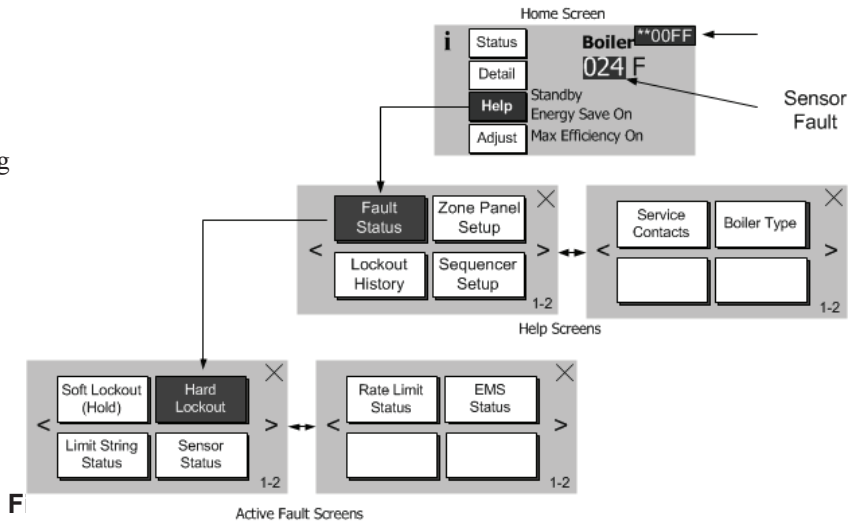 Home Screen
i
Status
Boiler
**00FF
Detail
024 F
Help
Standby
Energy Save On
Adjust
Max Efficiency On
Sensor
Fault
g
Fault
Status
Zone Panel
Setup
×
<
>
Lockout
History
Sequencer
Setup
1-2
Service
Contacts
Boiler Type
×
<
>
1-2
Help Screens
Soft Lockout
(Hold)
Hard
Lockout
×
<
>
Limit String
Status
Sensor
Status
1-2
Rate Limit
Status
EMS
Status
×
<
>
1-2
F
Active Fault Screens